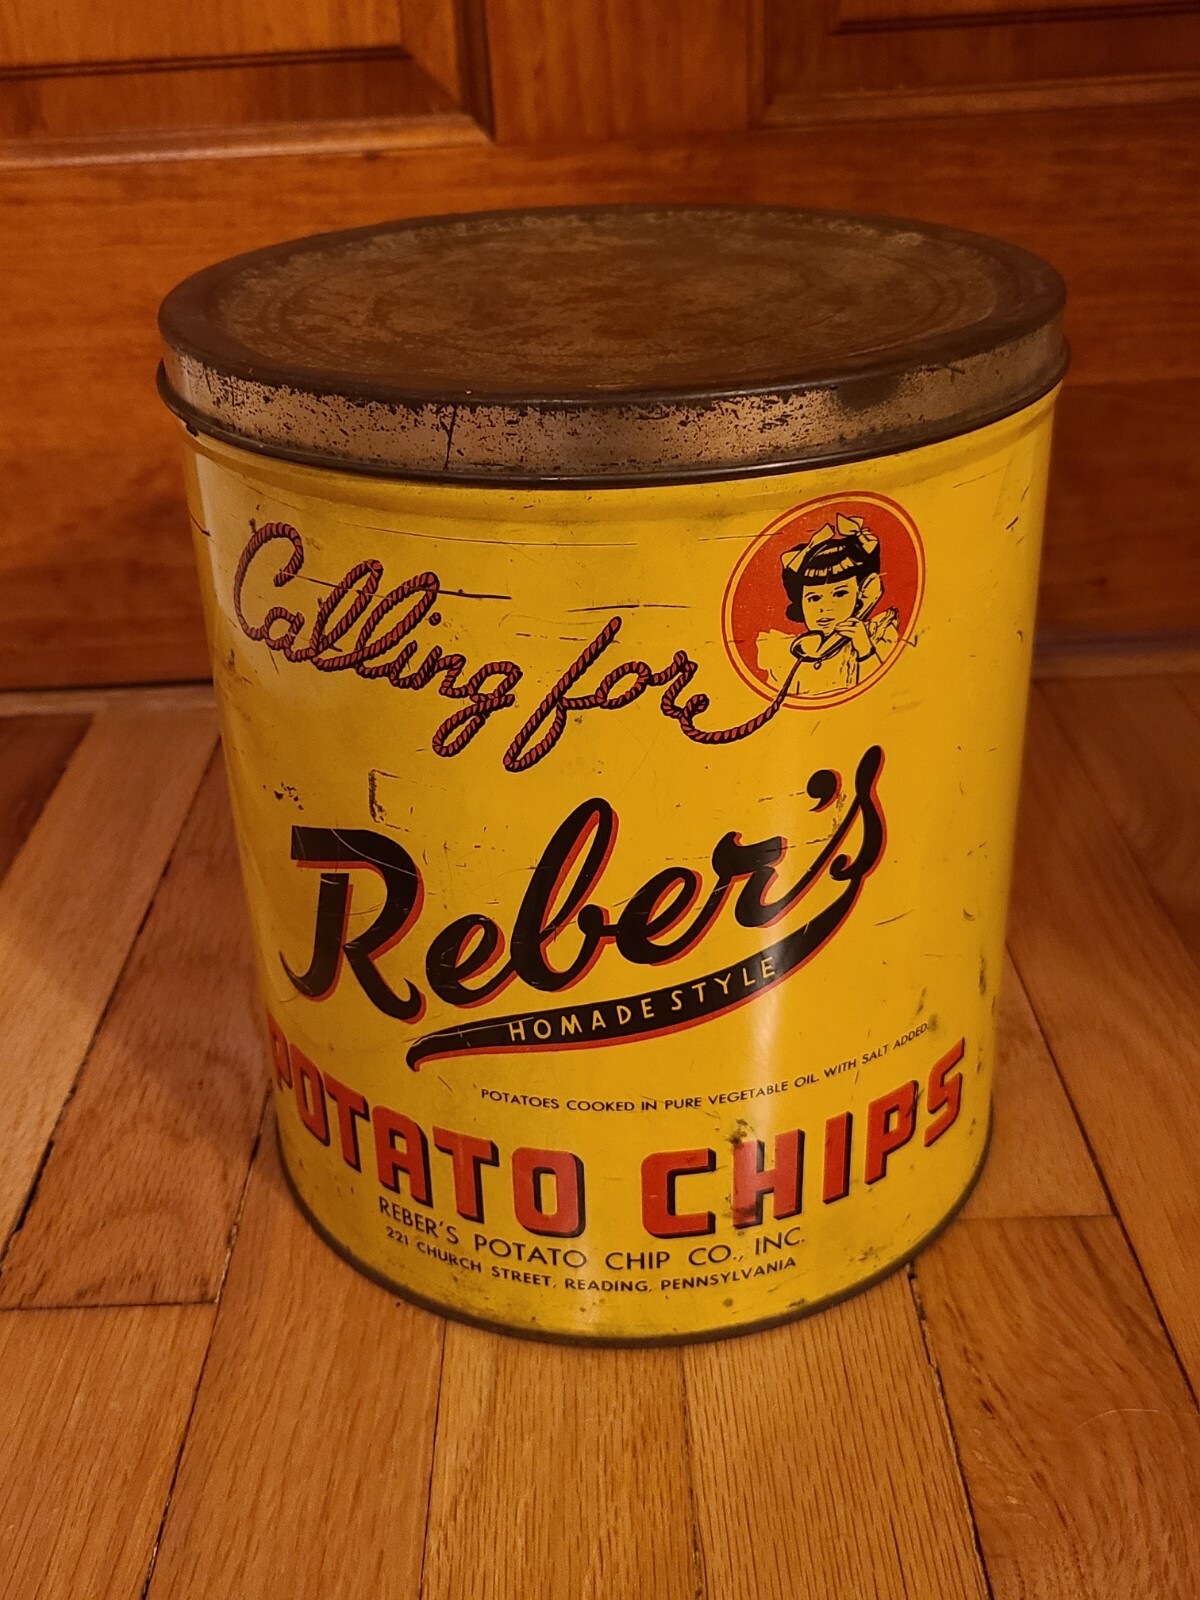 Calling for
Reber's
HOMADE STYLE
POTATOES COOKED IN PURE VEGETABLE OIL WITH SALT ADDED
POTATO CHIPS
REBER'S POTATO CHIP CO., INC.
221 CHURCH STREET, READING, PENNSYLVANIA